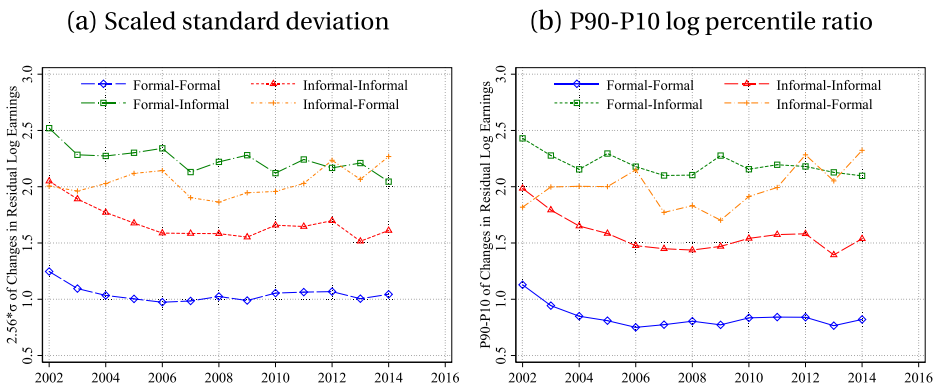 (a) Scaled standard deviation
2.56*σ of Changes in Residual Log Earnings
3.0
2.5
2.0
1.5
1.0
0.5
Formal-Formal
Informal-Informal
Formal-Informal
Informal-Formal
2002 2004 2006 2008 2010 2012 2014 2016
(b) P90-P10 log percentile ratio
P90-P10 of Changes in Residual Log Earnings
3.0
2.5
2.0
1.5
1.0
0.5
Formal-Formal
Informal-Informal
Formal-Informal
Informal-Formal
2002 2004 2006 2008 2010 2012 2014 2016